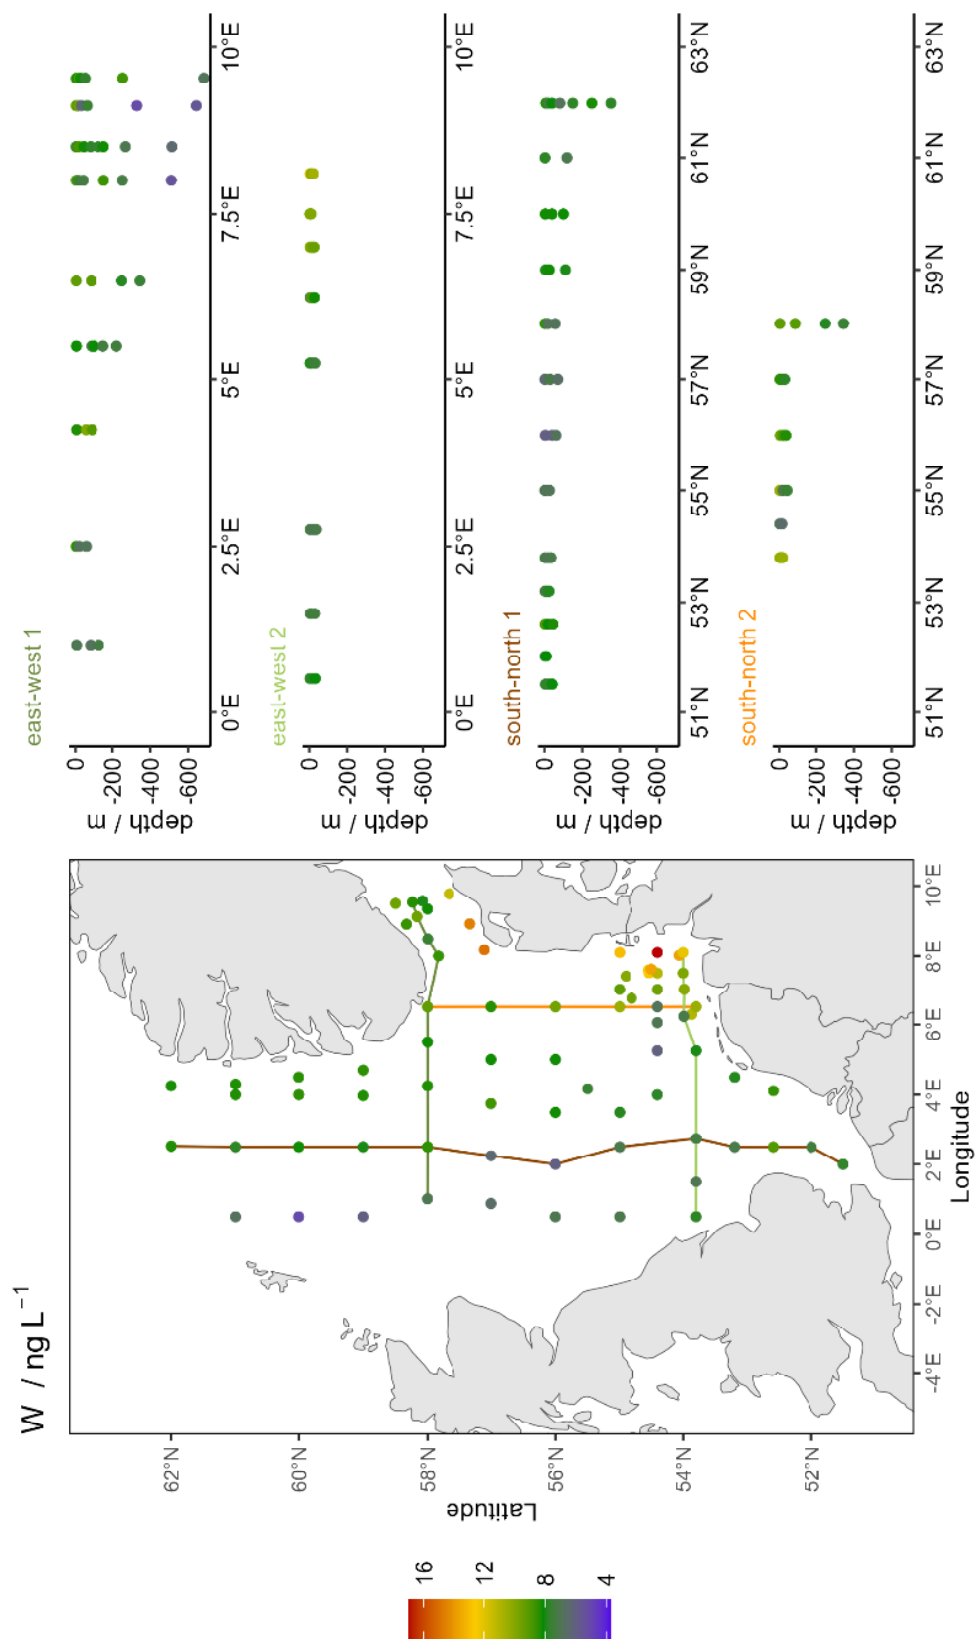 W / ng L⁻¹
16
12
8
4
Latitude
62°N
60°N
58°N
56°N
54°N
52°N
-4°E
-2°E
0°E
2°E
4°E
6°E
8°E
10°E
Longitude
east-west 1
depth / m
0
-200
-400
-600
0°E
2.5°E
5°E
7.5°E
10°E
east-west 2
depth / m
0
-200
-400
-600
0°E
2.5°E
5°E
7.5°E
10°E
south-north 1
depth / m
0
-200
-400
-600
51°N
53°N
55°N
57°N
59°N
61°N
63°N
south-north 2
depth / m
0
-200
-400
-600
51°N
53°N
55°N
57°N
59°N
61°N
63°N